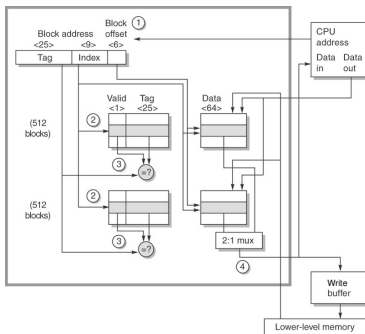 Block address
Block offset
1
<25>
<9>
<6>
Tag
Index
CPU address
Data in
Data out
Valid <1>
Tag <25>
Data <64>
(512 blocks)
2
3
=?
(512 blocks)
2
3
=?
2:1 mux
4
Write buffer
Lower-level memory